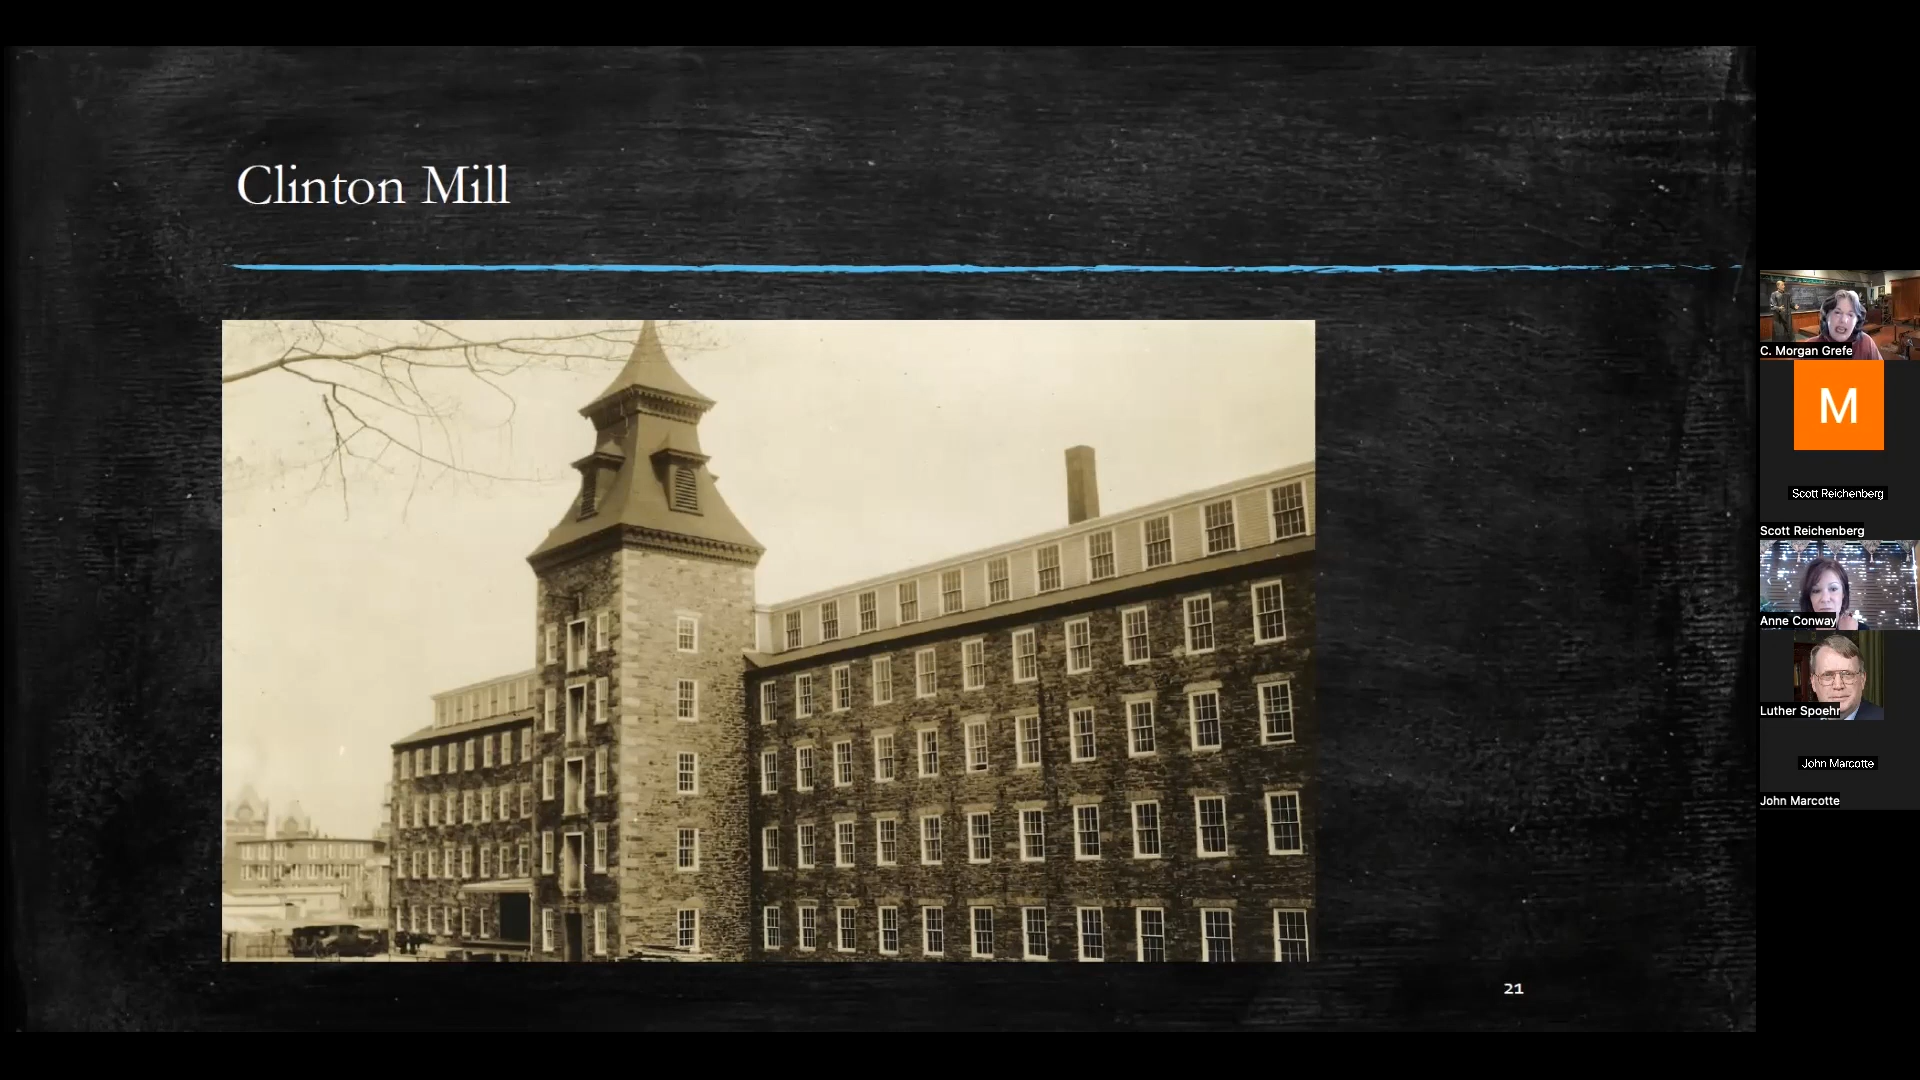 Clinton Mill
21
C. Morgan Grefe
M
Scott Reichenberg
Scott Reichenberg
Anne Conway
Luther Spoehr
John Marcotte
John Marcotte